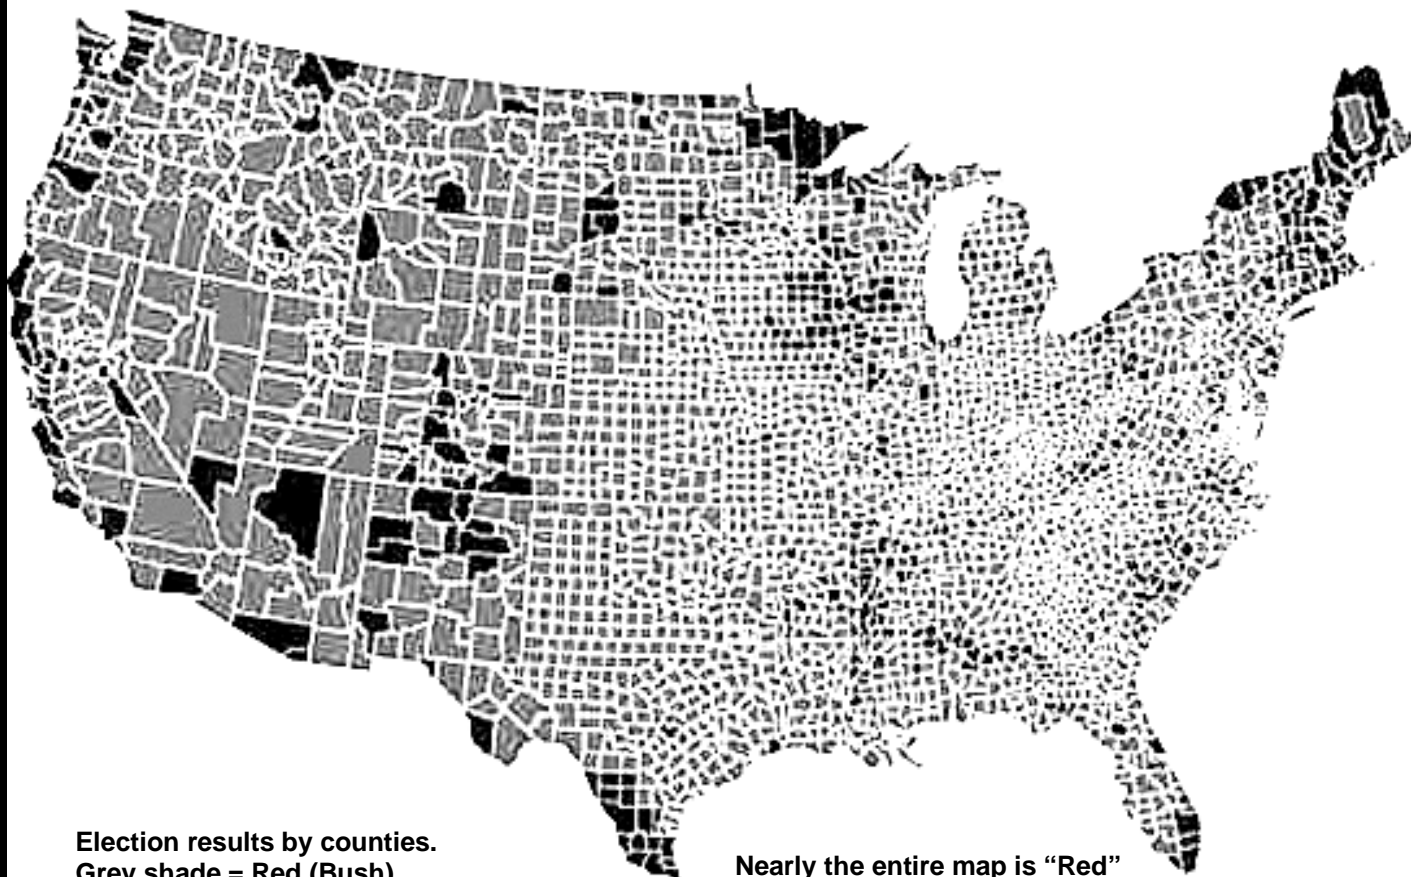 Election results by counties.
Grey shade = Red (Bush)
Nearly the entire map is “Red”